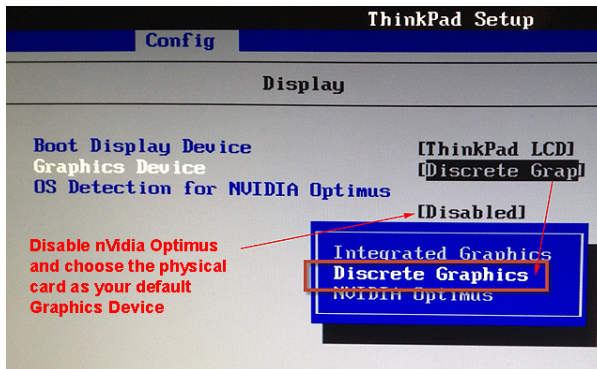 ThinkPad Setup
Config
Display
Boot Display Device [ThinkPad LCD]
Graphics Device [Discrete Grap]
OS Detection for NVIDIA Optimus
[Disabled]
Disable nVidia Optimus
and choose the physical
card as your default
Graphics Device
Integrated Graphics
Discrete Graphics
NVIDIA Optimus